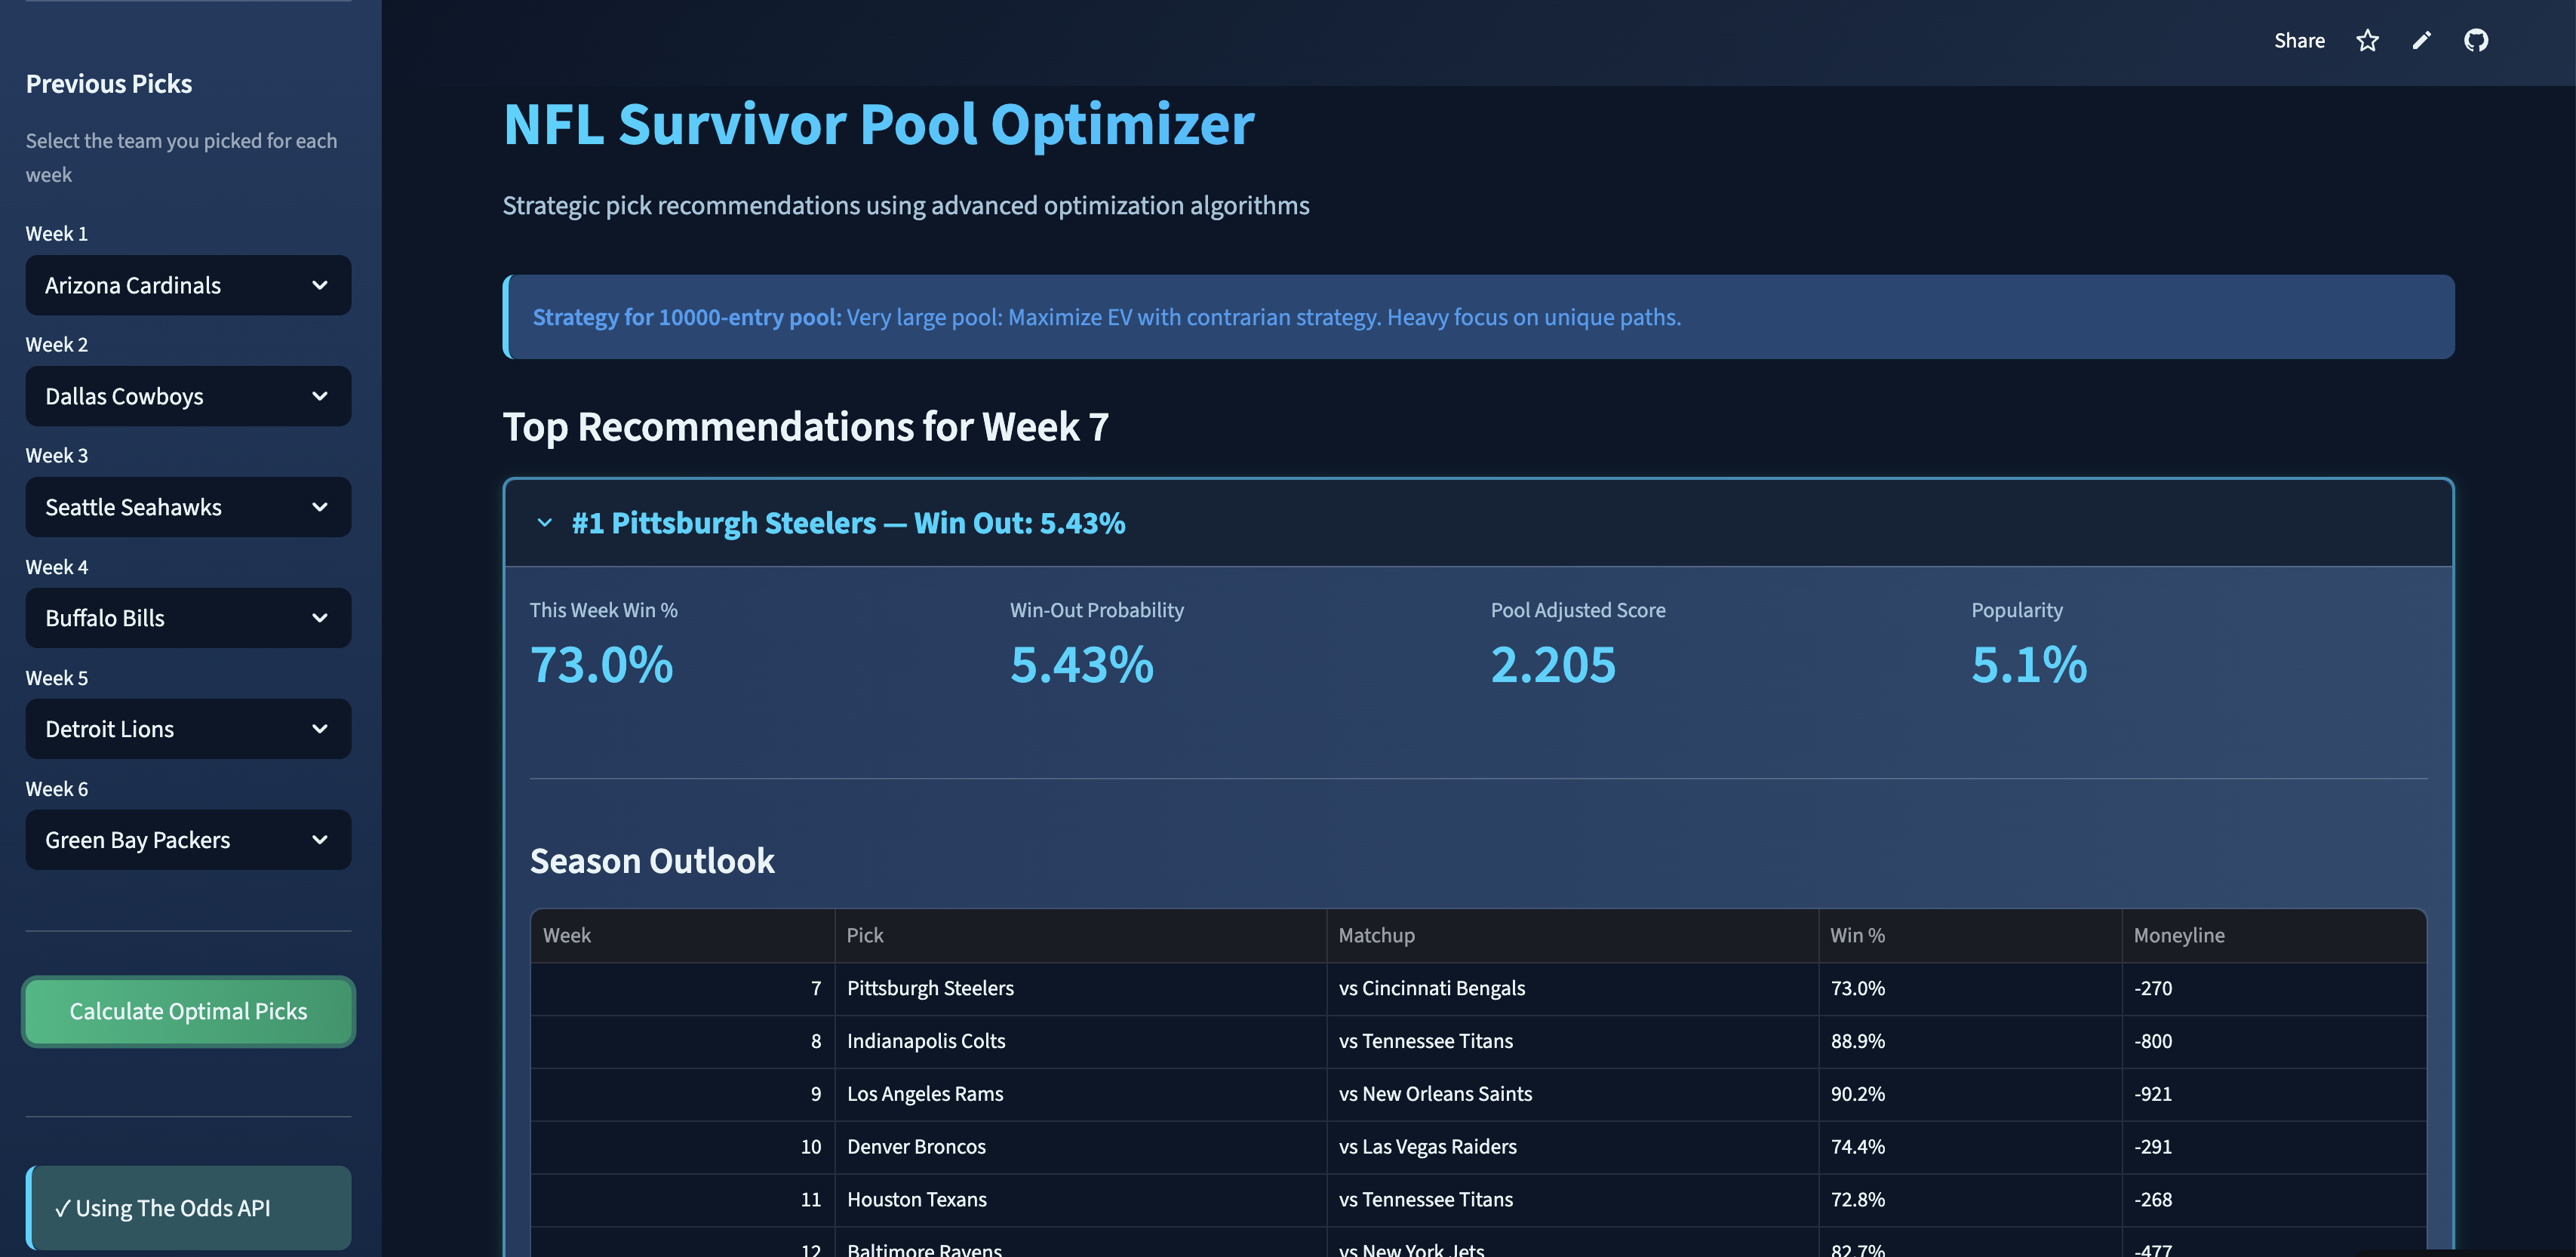 Share
Previous Picks
Select the team you picked for each
week
Week 1
Arizona Cardinals
Week 2
Dallas Cowboys
Week 3
Seattle Seahawks
Week 4
Buffalo Bills
Week 5
Detroit Lions
Week 6
Green Bay Packers
Calculate Optimal Picks
✓ Using The Odds API
NFL Survivor Pool Optimizer
Strategic pick recommendations using advanced optimization algorithms
Strategy for 10000-entry pool: Very large pool: Maximize EV with contrarian strategy. Heavy focus on unique paths.
Top Recommendations for Week 7
#1 Pittsburgh Steelers — Win Out: 5.43%
This Week Win % Win-Out Probability Pool Adjusted Score Popularity
73.0% 5.43% 2.205 5.1%
Season Outlook
Week Pick Matchup Win % Moneyline
7 Pittsburgh Steelers vs Cincinnati Bengals 73.0% -270
8 Indianapolis Colts vs Tennessee Titans 88.9% -800
9 Los Angeles Rams vs New Orleans Saints 90.2% -921
10 Denver Broncos vs Las Vegas Raiders 74.4% -291
11 Houston Texans vs Tennessee Titans 72.8% -268
12 Baltimore Ravens vs New York Jets 82.7% -477